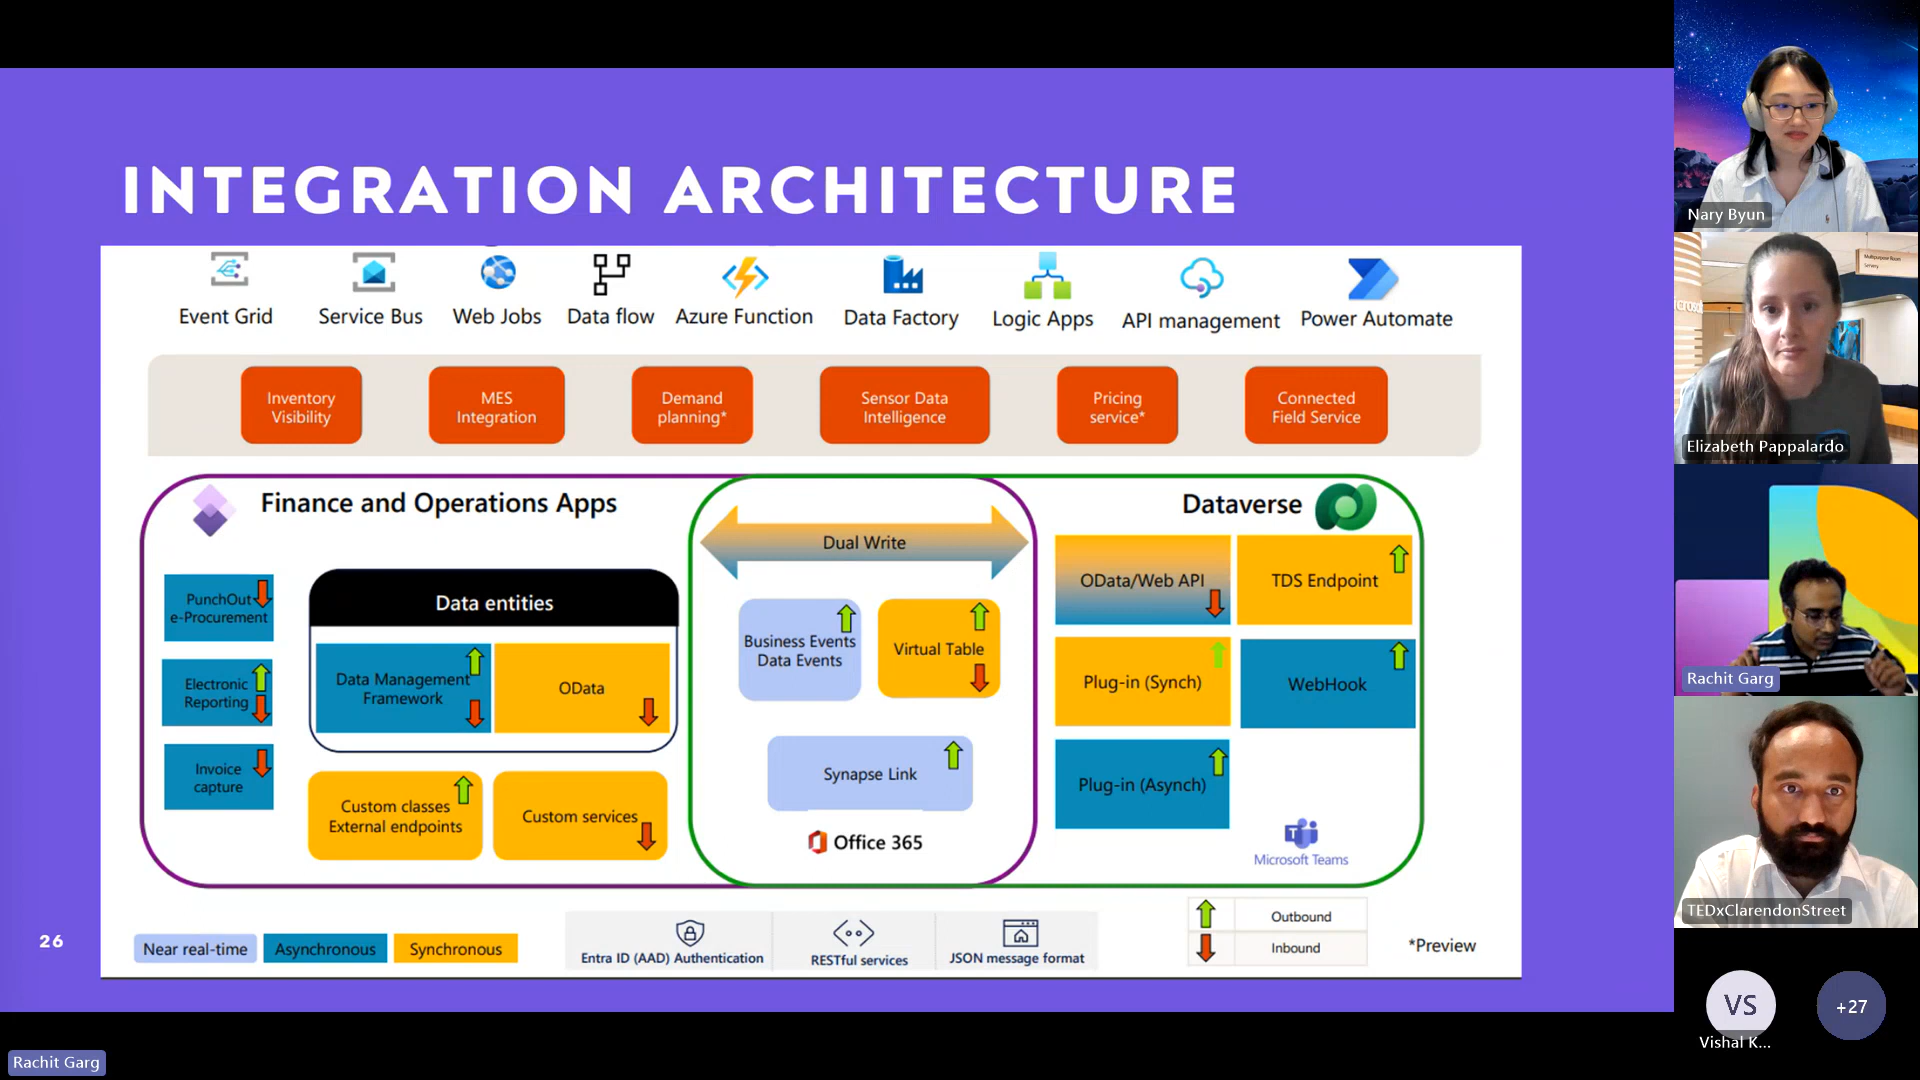 INTEGRATION ARCHITECTURE
Event Grid
Service Bus
Web Jobs
Data flow
Azure Function
Data Factory
Logic Apps
API management
Power Automate
Inventory
Visibility
MES
Integration
Demand
planning*
Sensor Data
Intelligence
Pricing
service*
Connected
Field Service
Finance and Operations Apps
PunchOut
e-Procurement
Electronic
Reporting
Invoice
capture
Data entities
Data Management
Framework
OData
Custom classes
External endpoints
Custom services
Dual Write
Business Events
Data Events
Virtual Table
Synapse Link
Office 365
Dataverse
OData/Web API
TDS Endpoint
Plug-in (Synch)
WebHook
Plug-in (Asynch)
T
Microsoft Teams
26
Near real-time
Asynchronous
Synchronous
Entra ID (AAD) Authentication
RESTful services
JSON message format
Outbound
Inbound
*Preview
Rachit Garg
Nary Byun
Elizabeth Pappalardo
Rachit Garg
TEDxClarendonStreet
VS
Vishal K...
+27